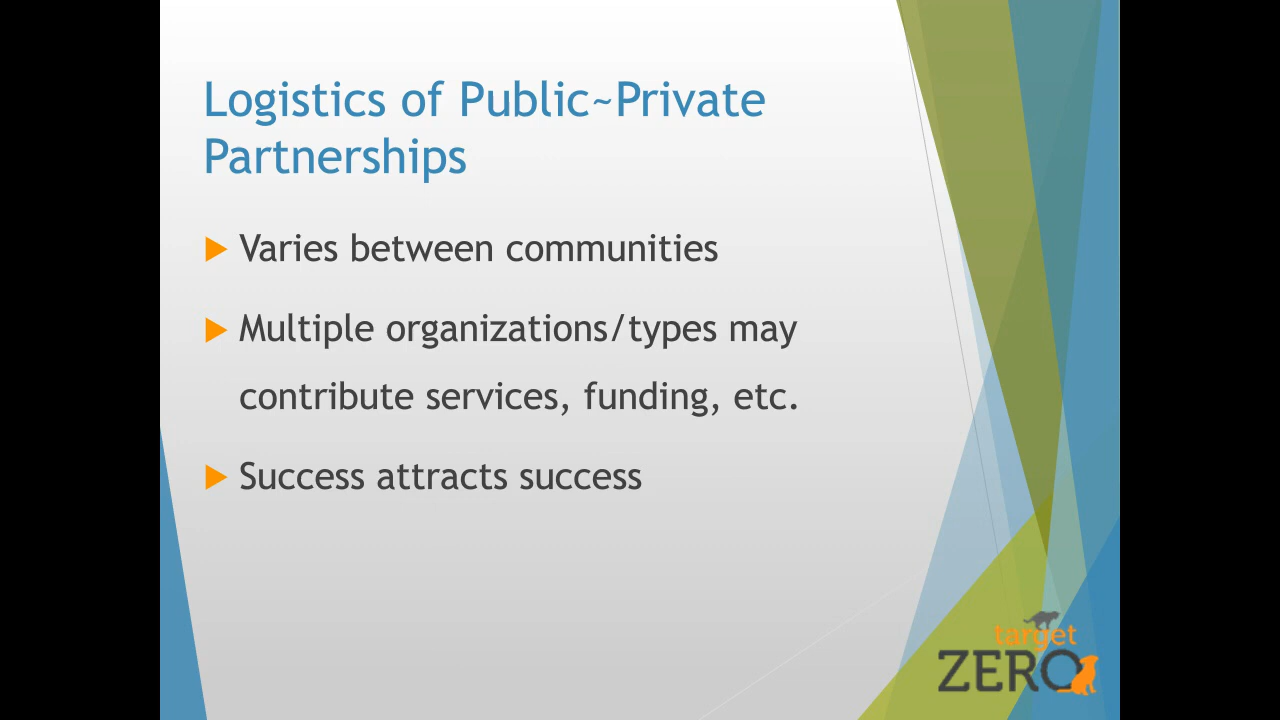 Logistics of Public~Private
Partnerships
Varies between communities
Multiple organizations/types may
contribute services, funding, etc.
Success attracts success
target
ZERO